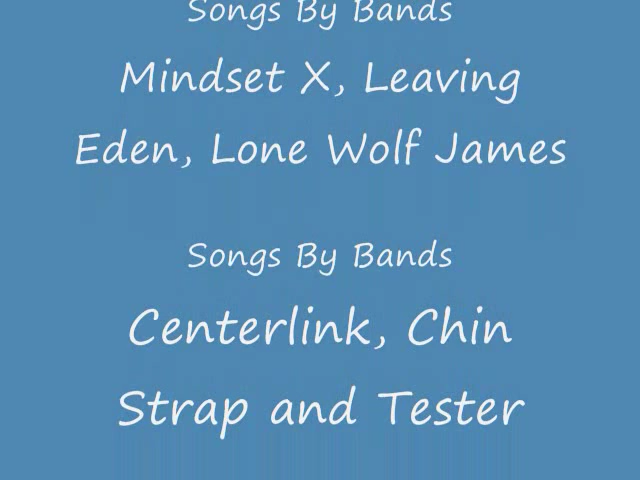 Songs By Bands
Mindset X, Leaving
Eden, Lone Wolf James
Songs By Bands
Centerlink, Chin
Strap and Tester